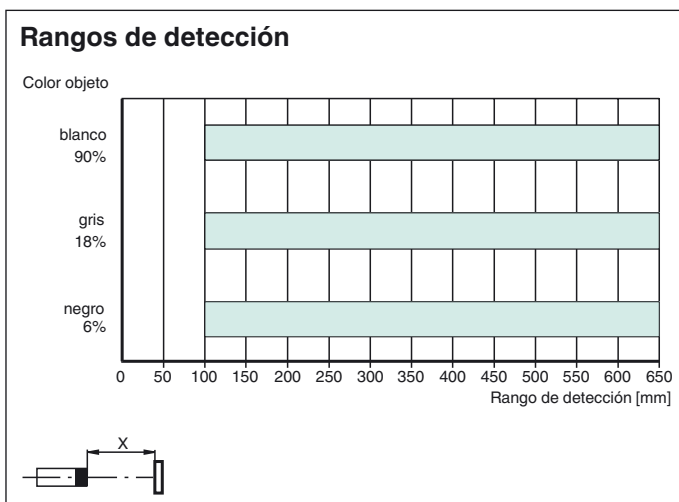 Rangos de detección
Color objeto
blanco
90%
gris
18%
negro
6%
0 50 100 150 200 250 300 350 400 450 500 550 600 650
Rango de detección [mm]
X